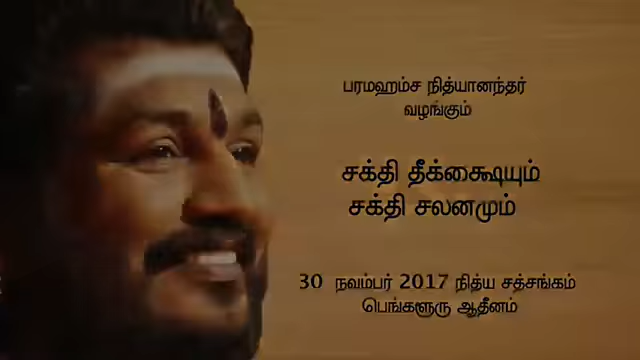 பரமஹம்ச நித்யானந்தர்
வழங்கும்
சக்தி தீக்ஷையும்
சக்தி சலனமும்
30 நவம்பர் 2017 நித்ய சத்சங்கம்
பெங்களூரு ஆதீனம்